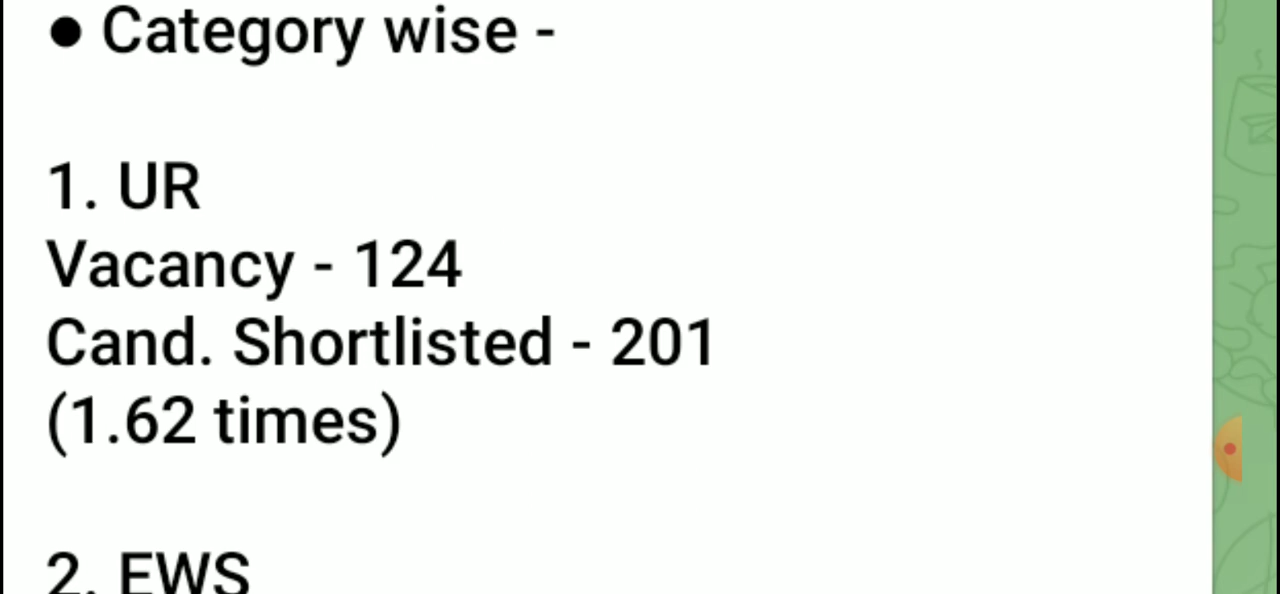 ● Category wise -
1. UR
Vacancy - 124
Cand. Shortlisted - 201
(1.62 times)
2. EWS